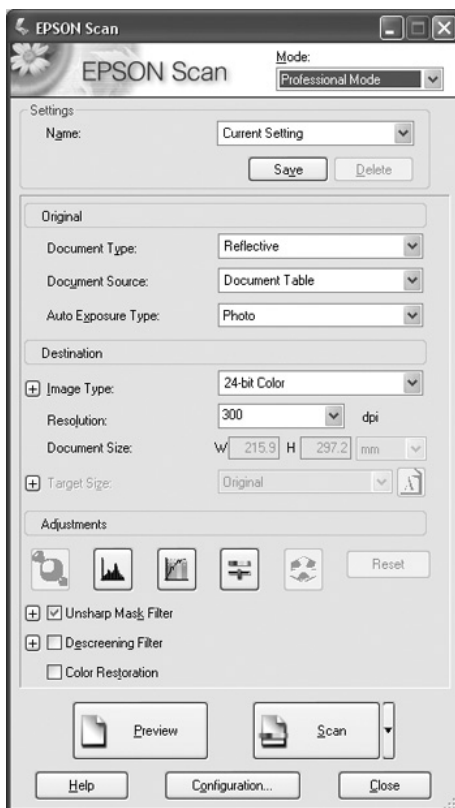 EPSON Scan
EPSON Scan
Mode:
Professional Mode
Settings
Name: Current Setting
Save Delete
Original
Document Type: Reflective
Document Source: Document Table
Auto Exposure Type: Photo
Destination
Image Type: 24-bit Color
Resolution: 300 dpi
Document Size: W 215.9 H 297.2 mm
Target Size: Original A
Adjustments
Reset
Unsharp Mask Filter
Descreening Filter
Color Restoration
Preview Scan
Help Configuration... Close